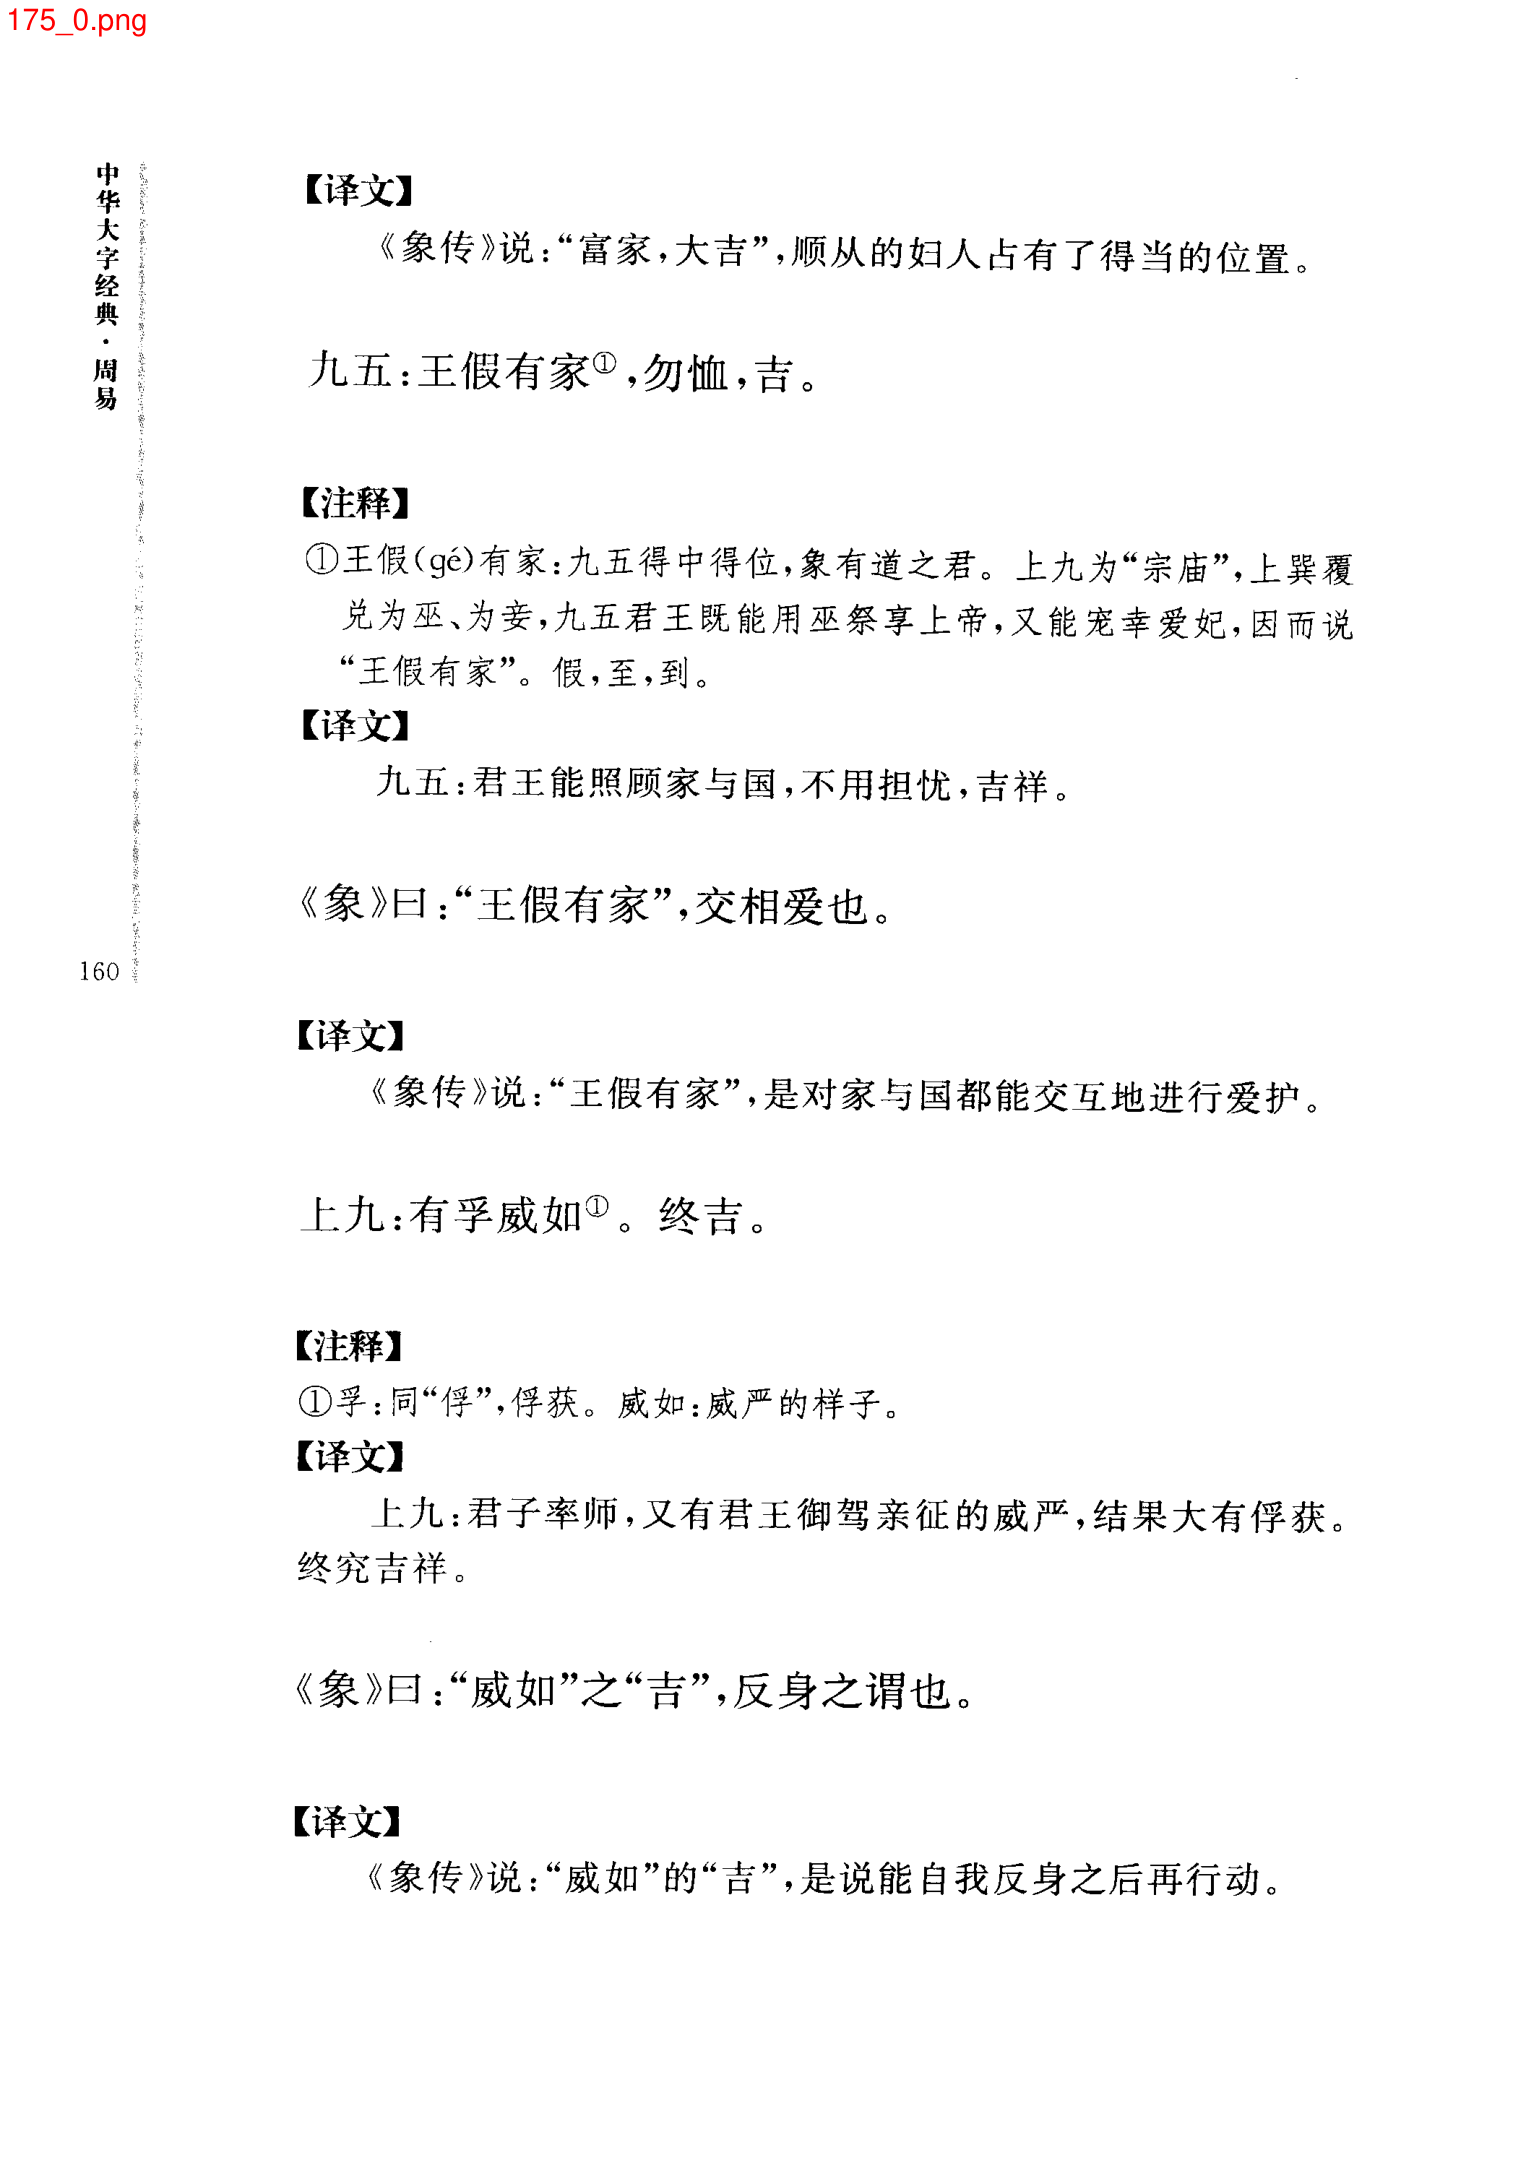 175_0.png
中华大字经典·周易
【译文】
《象传》说：“富家，大吉”，顺从的妇人占有了得当的位置。
九五：王假有家①，勿恤，吉。
【注释】
①王假(gé)有家：九五得中得位，象有道之君。上九为“宗庙”，上巽覆
兑为巫、为妾，九五君王既能用巫祭享上帝，又能宠幸爱妃，因而说
“王假有家”。假，至，到。
【译文】
九五：君王能照顾家与国，不用担忧，吉祥。
《象》曰：“王假有家”，交相爱也。
160
【译文】
《象传》说：“王假有家”，是对家与国都能交互地进行爱护。
上九：有孚威如①。终吉。
【注释】
①孚：同“俘”，俘获。威如：威严的样子。
【译文】
上九：君子率师，又有君王御驾亲征的威严，结果大有俘获。
终究吉祥。
《象》曰：“威如”之“吉”，反身之谓也。
【译文】
《象传》说：“威如”的“吉”，是说能自我反身之后再行动。